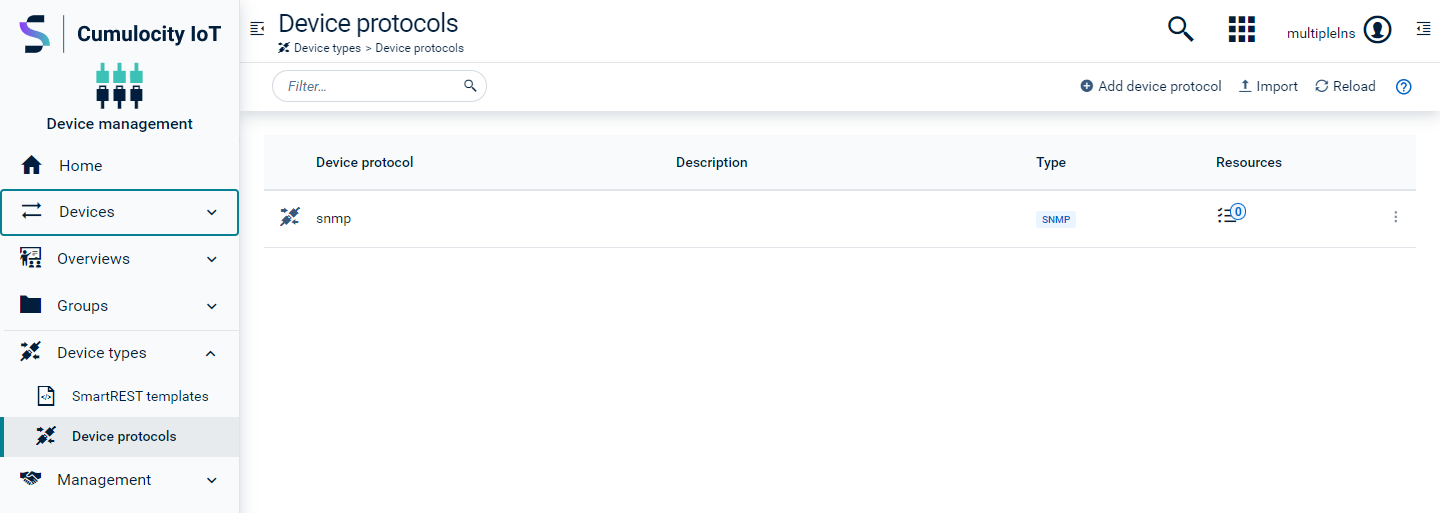 Cumulocity IoT
Device management
Home
Devices
Overviews
Groups
Device types
SmartREST templates
Device protocols
Management
Device protocols
Device types > Device protocols
multiplelns
Filter...
Add device protocol
Import
Reload
Device protocol
Description
Type
Resources
snmp
SNMP
0